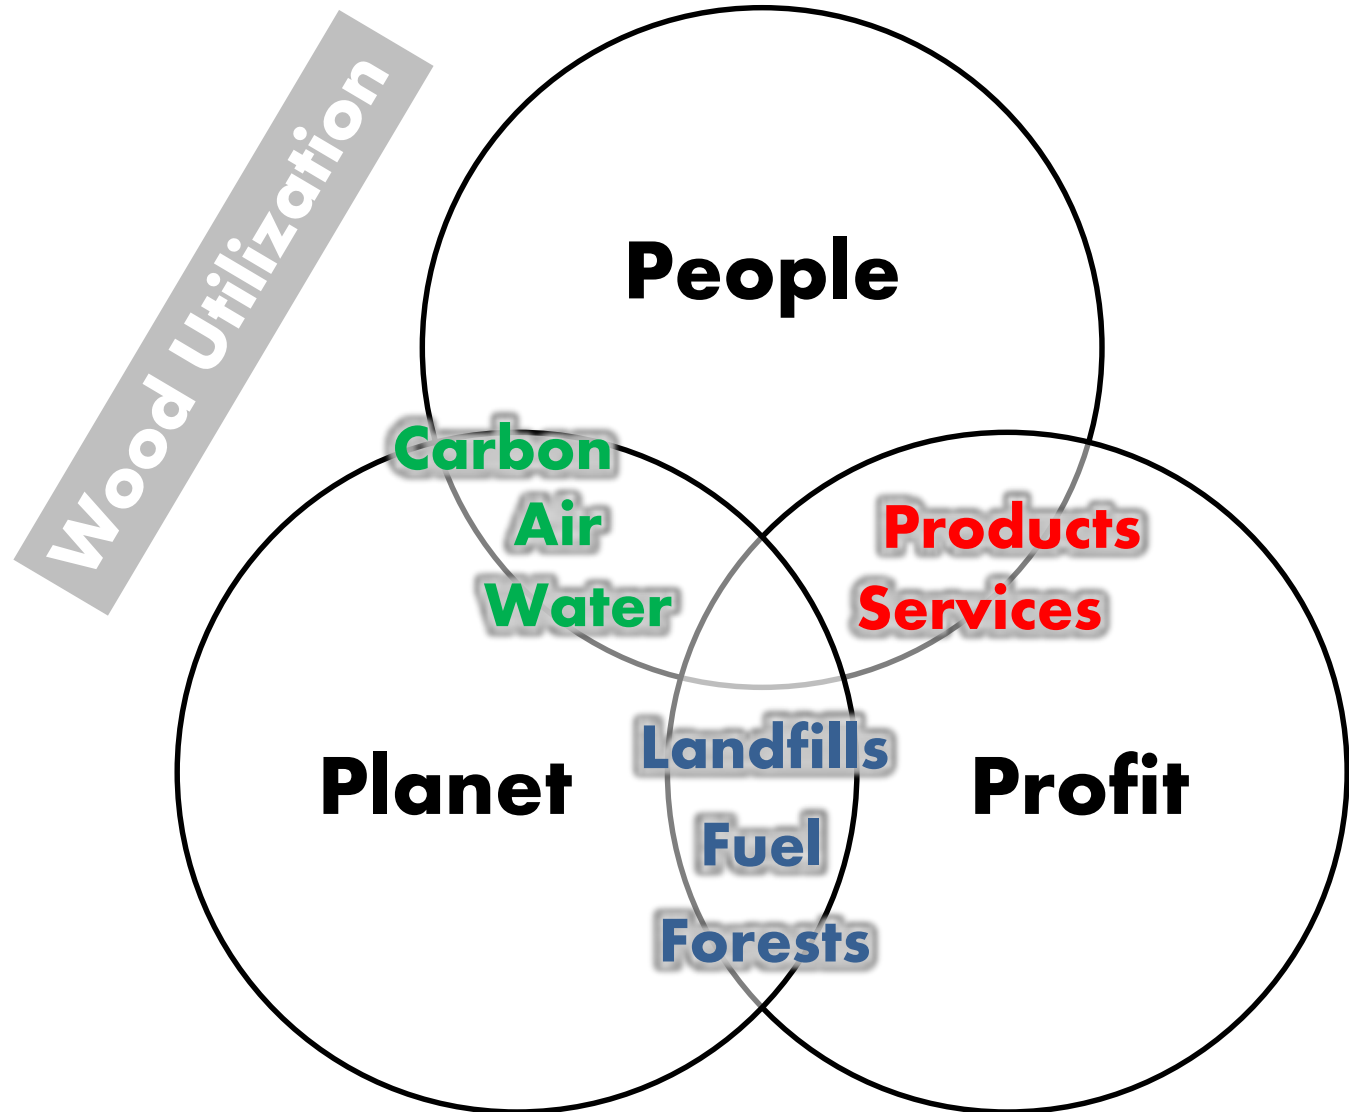 Wood Utilization
People
Carbon
Air
Water
Products
Services
Planet
Landfills
Fuel
Forests
Profit